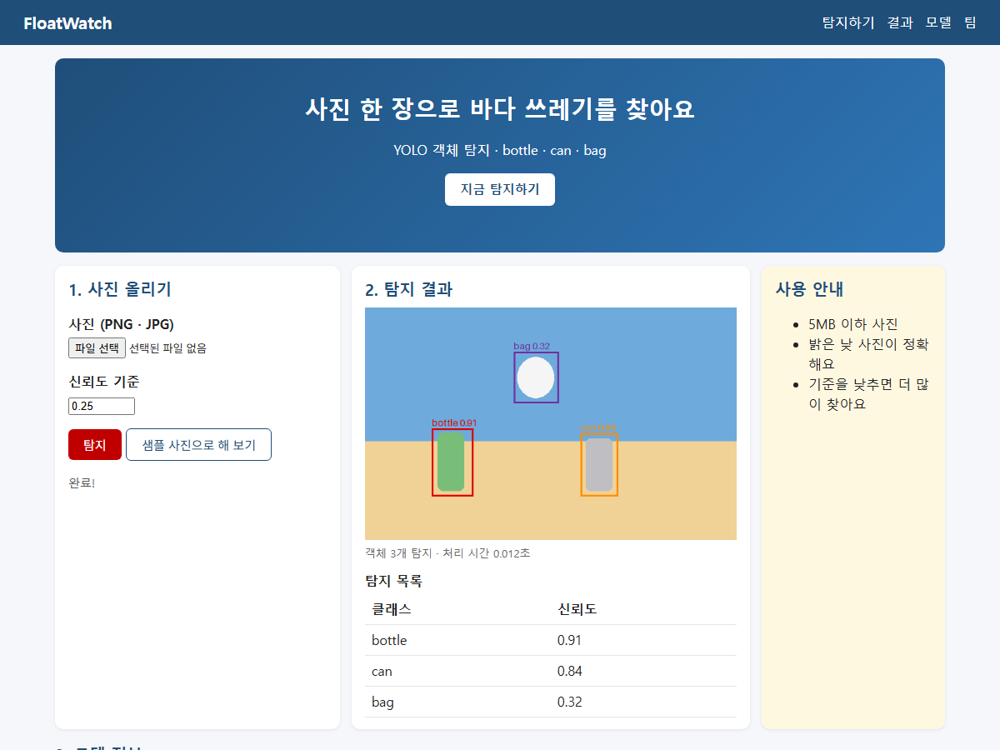 FloatWatch
탐지하기 결과 모델 팀
사진 한 장으로 바다 쓰레기를 찾아요
YOLO 객체 탐지 · bottle · can · bag
지금 탐지하기
1. 사진 올리기
사진 (PNG · JPG)
파일 선택 선택된 파일 없음
신뢰도 기준
0.25
탐지 샘플 사진으로 해 보기
완료!
2. 탐지 결과
bag 0.32
bottle 0.91
can 0.84
객체 3개 탐지 · 처리 시간 0.012초
탐지 목록
클래스 신뢰도
bottle 0.91
can 0.84
bag 0.32
사용 안내
5MB 이하 사진
밝은 낮 사진이 정확
해요
기준을 낮추면 더 많
이 찾아요